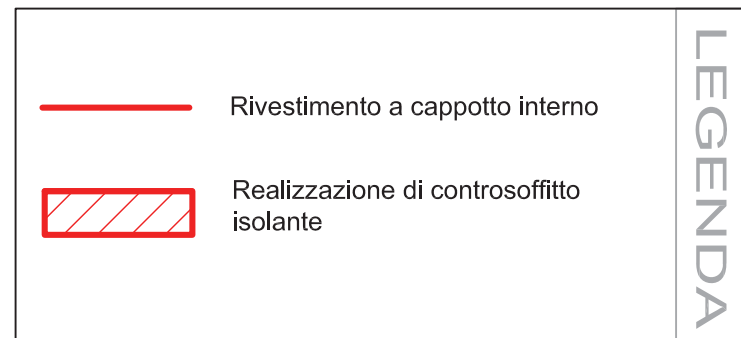 Rivestimento a cappotto interno
Realizzazione di controsoffitto
isolante
LEGENDA